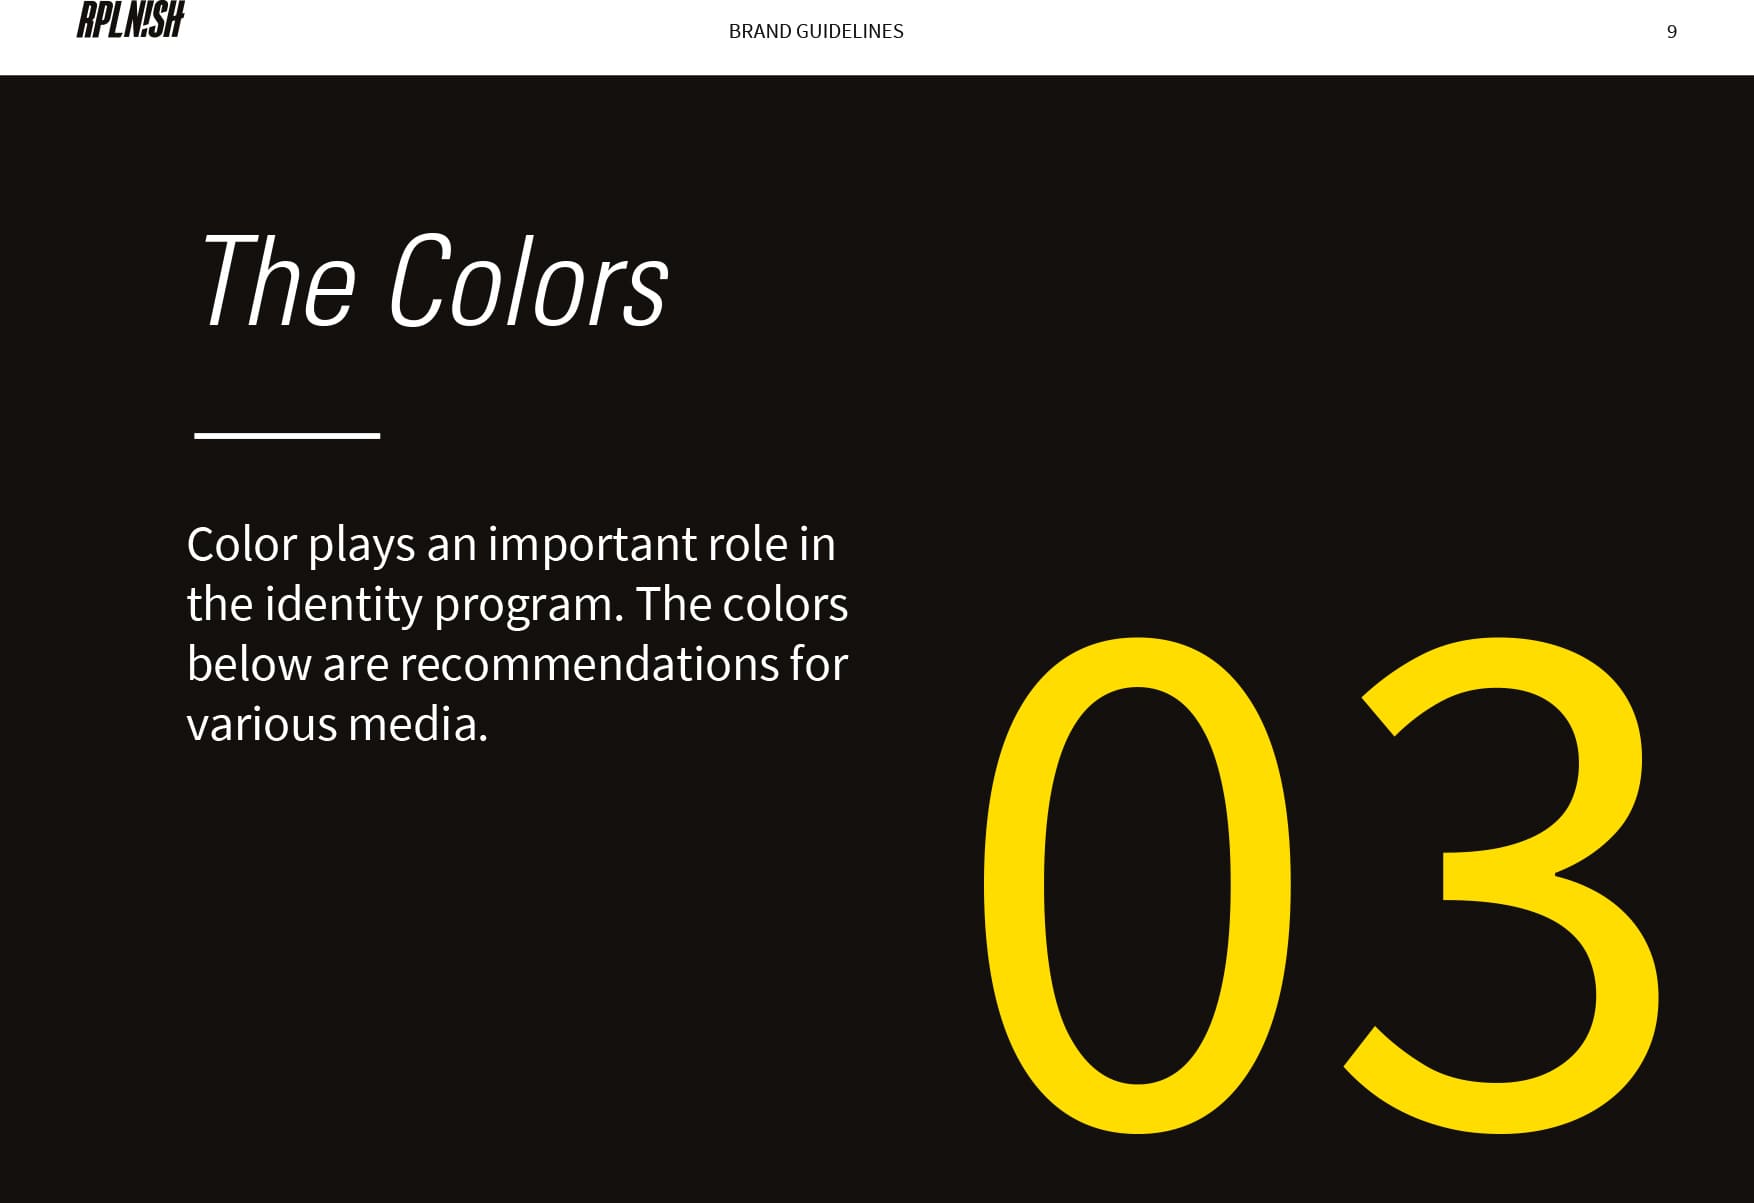 RPLN!SH
BRAND GUIDELINES
9
The Colors
Color plays an important role in
the identity program. The colors
below are recommendations for
various media.
03